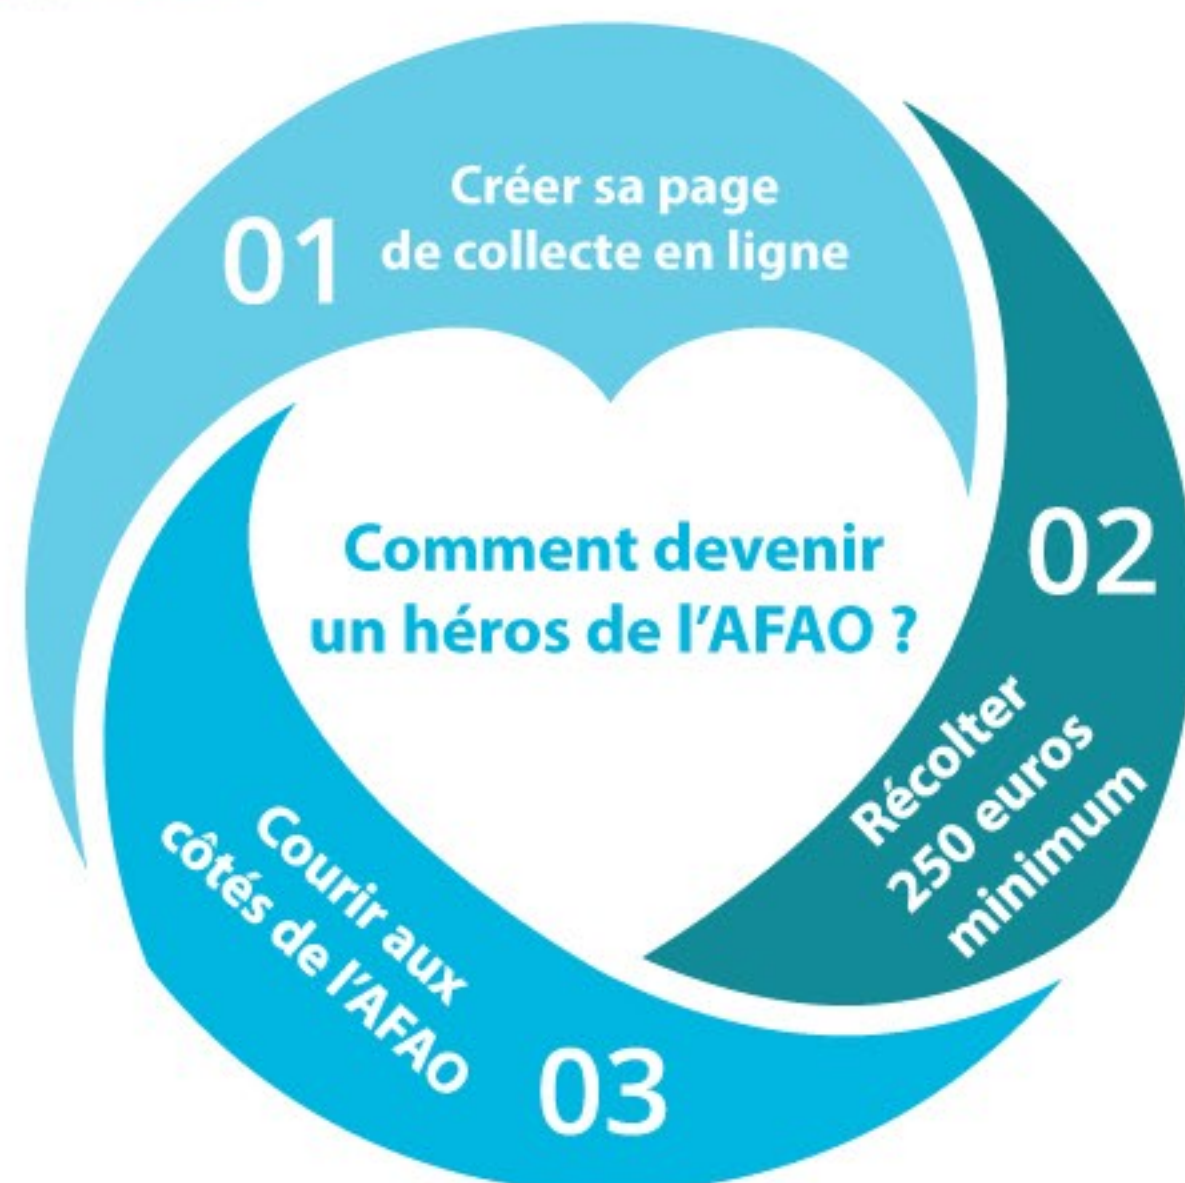 Comment devenir
un héros de l'AFAO ?
01
Créer sa page
de collecte en ligne
02
Récolter
250 euros
minimum
03
Courir aux
côtés de l'AFAO